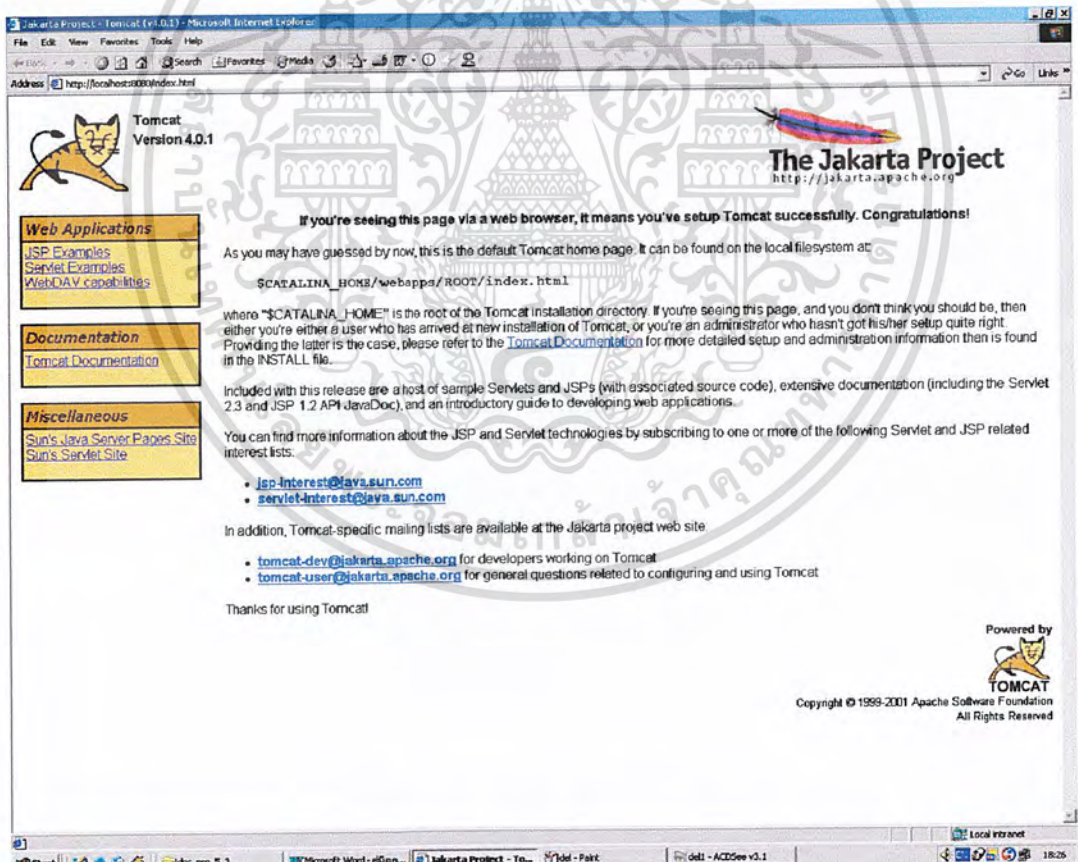 Jakarta Project - Tomcat (v4.0.1) - Microsoft Internet Explorer
File Edit View Favorites Tools Help
Back Search Favorites Media
Address http://localhost:8080/index.html Go Links »
Tomcat
Version 4.0.1
The Jakarta Project
http://jakarta.apache.org
Web Applications
JSP Examples
Servlet Examples
WebDAV capabilities
Documentation
Tomcat Documentation
Miscellaneous
Sun's Java Server Pages Site
Sun's Servlet Site
If you're seeing this page via a web browser, it means you've setup Tomcat successfully. Congratulations!
As you may have guessed by now, this is the default Tomcat home page. It can be found on the local filesystem at:
$CATALINA_HOME/webapps/ROOT/index.html
where "$CATALINA_HOME" is the root of the Tomcat installation directory. If you're seeing this page, and you don't think you should be, then
either you're either a user who has arrived at new installation of Tomcat, or you're an administrator who hasn't got his/her setup quite right.
Providing the latter is the case, please refer to the Tomcat Documentation for more detailed setup and administration information than is found
in the INSTALL file.
Included with this release are a host of sample Servlets and JSPs (with associated source code), extensive documentation (including the Servlet
2.3 and JSP 1.2 API JavaDoc), and an introductory guide to developing web applications.
You can find more information about the JSP and Servlet technologies by subscribing to one or more of the following Servlet and JSP related
interest lists:
• jsp-interest@java.sun.com
• servlet-interest@java.sun.com
In addition, Tomcat-specific mailing lists are available at the Jakarta project web site:
• tomcat-dev@jakarta.apache.org for developers working on Tomcat
• tomcat-user@jakarta.apache.org for general questions related to configuring and using Tomcat
Thanks for using Tomcat!
Powered by
TOMCAT
Copyright © 1999-2001 Apache Software Foundation
All Rights Reserved
Local intranet
Start Microsoft Word - Jakarta Project - To... del - Paint del1 - ACDSee v3.1 18:26